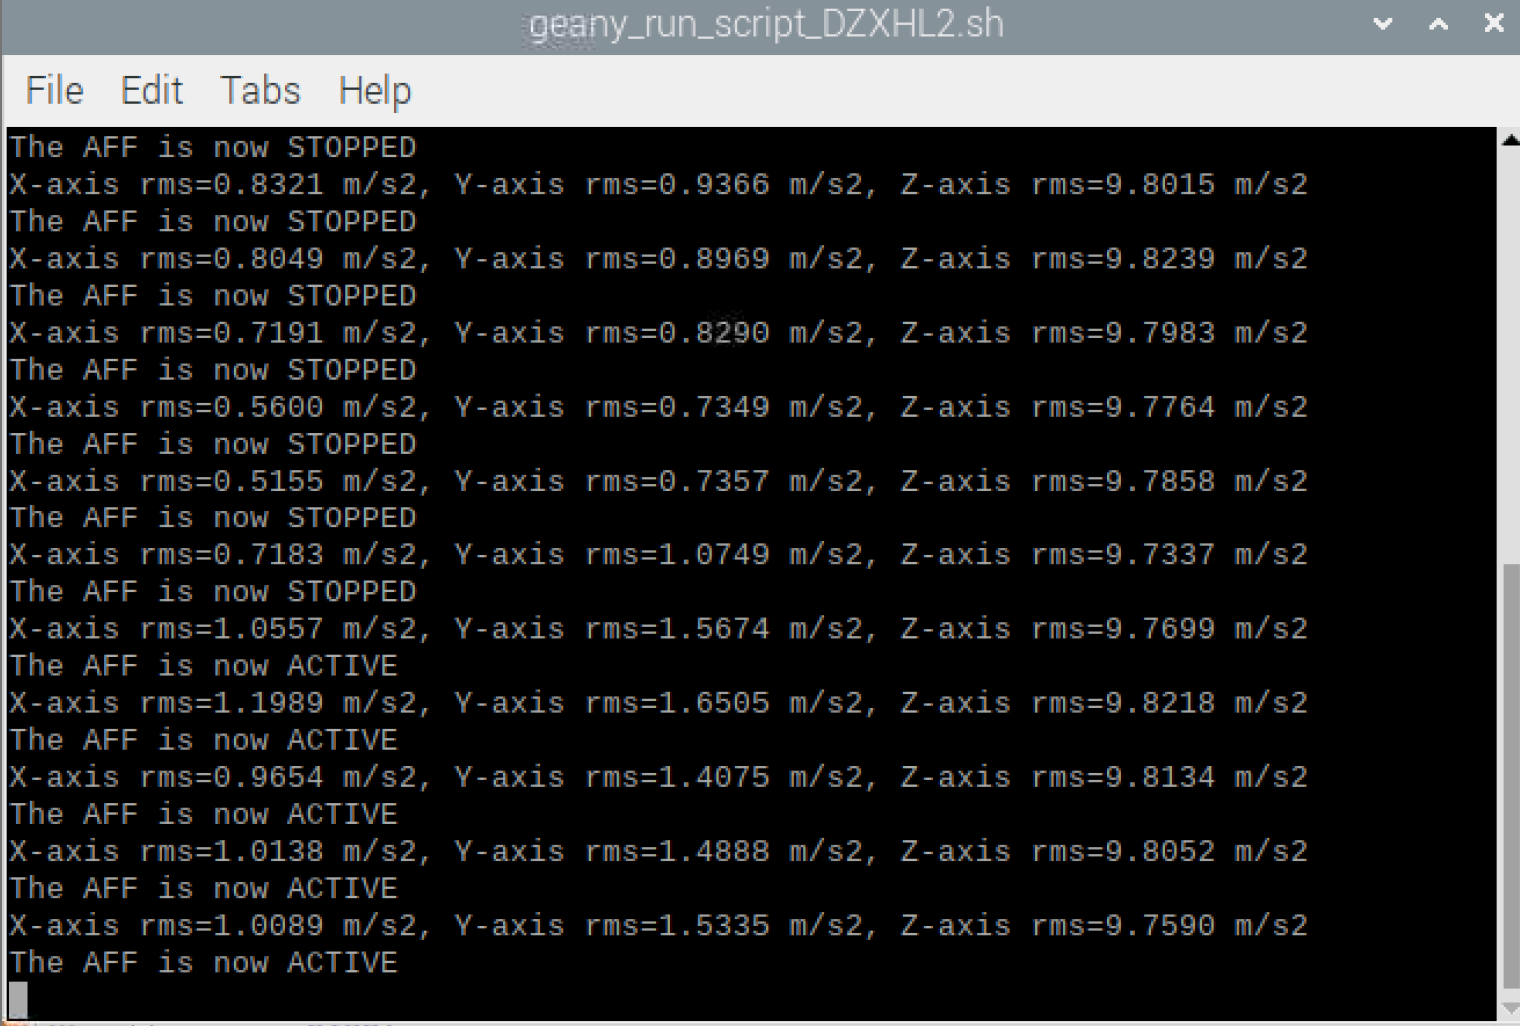 geany_run_script_DZXHL2.sh
File Edit Tabs Help
The AFF is now STOPPED
X-axis rms=0.8321 m/s2, Y-axis rms=0.9366 m/s2, Z-axis rms=9.8015 m/s2
The AFF is now STOPPED
X-axis rms=0.8049 m/s2, Y-axis rms=0.8969 m/s2, Z-axis rms=9.8239 m/s2
The AFF is now STOPPED
X-axis rms=0.7191 m/s2, Y-axis rms=0.8290 m/s2, Z-axis rms=9.7983 m/s2
The AFF is now STOPPED
X-axis rms=0.5600 m/s2, Y-axis rms=0.7349 m/s2, Z-axis rms=9.7764 m/s2
The AFF is now STOPPED
X-axis rms=0.5155 m/s2, Y-axis rms=0.7357 m/s2, Z-axis rms=9.7858 m/s2
The AFF is now STOPPED
X-axis rms=0.7183 m/s2, Y-axis rms=1.0749 m/s2, Z-axis rms=9.7337 m/s2
The AFF is now STOPPED
X-axis rms=1.0557 m/s2, Y-axis rms=1.5674 m/s2, Z-axis rms=9.7699 m/s2
The AFF is now ACTIVE
X-axis rms=1.1989 m/s2, Y-axis rms=1.6505 m/s2, Z-axis rms=9.8218 m/s2
The AFF is now ACTIVE
X-axis rms=0.9654 m/s2, Y-axis rms=1.4075 m/s2, Z-axis rms=9.8134 m/s2
The AFF is now ACTIVE
X-axis rms=1.0138 m/s2, Y-axis rms=1.4888 m/s2, Z-axis rms=9.8052 m/s2
The AFF is now ACTIVE
X-axis rms=1.0089 m/s2, Y-axis rms=1.5335 m/s2, Z-axis rms=9.7590 m/s2
The AFF is now ACTIVE